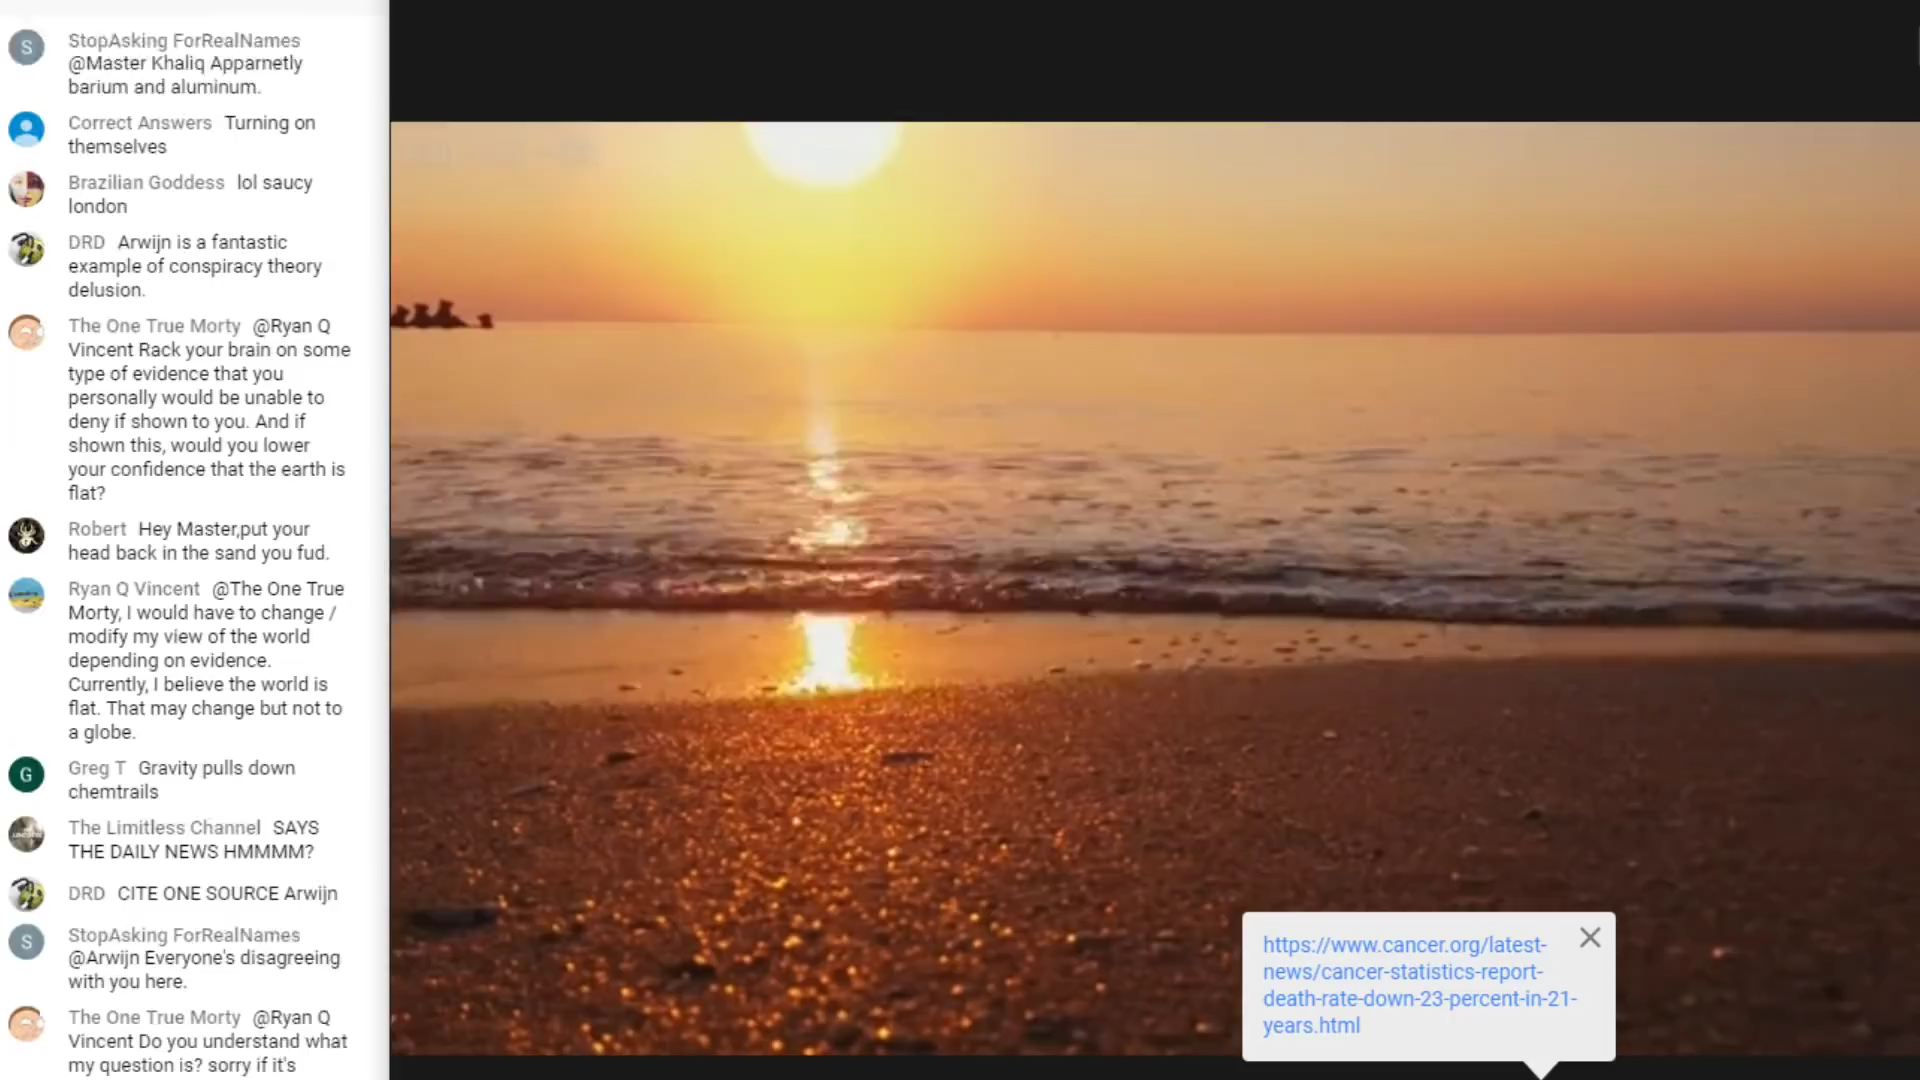 StopAsking ForRealNames
@Master Khaliq Apparnetly
barium and aluminum.
Correct Answers Turning on
themselves
Brazilian Goddess lol saucy
london
DRD Arwijn is a fantastic
example of conspiracy theory
delusion.
The One True Morty @Ryan Q
Vincent Rack your brain on some
type of evidence that you
personally would be unable to
deny if shown to you. And if
shown this, would you lower
your confidence that the earth is
flat?
Robert Hey Master,put your
head back in the sand you fud.
Ryan Q Vincent @The One True
Morty, I would have to change /
modify my view of the world
depending on evidence.
Currently, I believe the world is
flat. That may change but not to
a globe.
Greg T Gravity pulls down
chemtrails
The Limitless Channel SAYS
THE DAILY NEWS HMMMM?
DRD CITE ONE SOURCE Arwijn
StopAsking ForRealNames
@Arwijn Everyone's disagreeing
with you here.
The One True Morty @Ryan Q
Vincent Do you understand what
my question is? sorry if it's
S
G
S
https://www.cancer.org/latest-
news/cancer-statistics-report-
death-rate-down-23-percent-in-21-
years.html